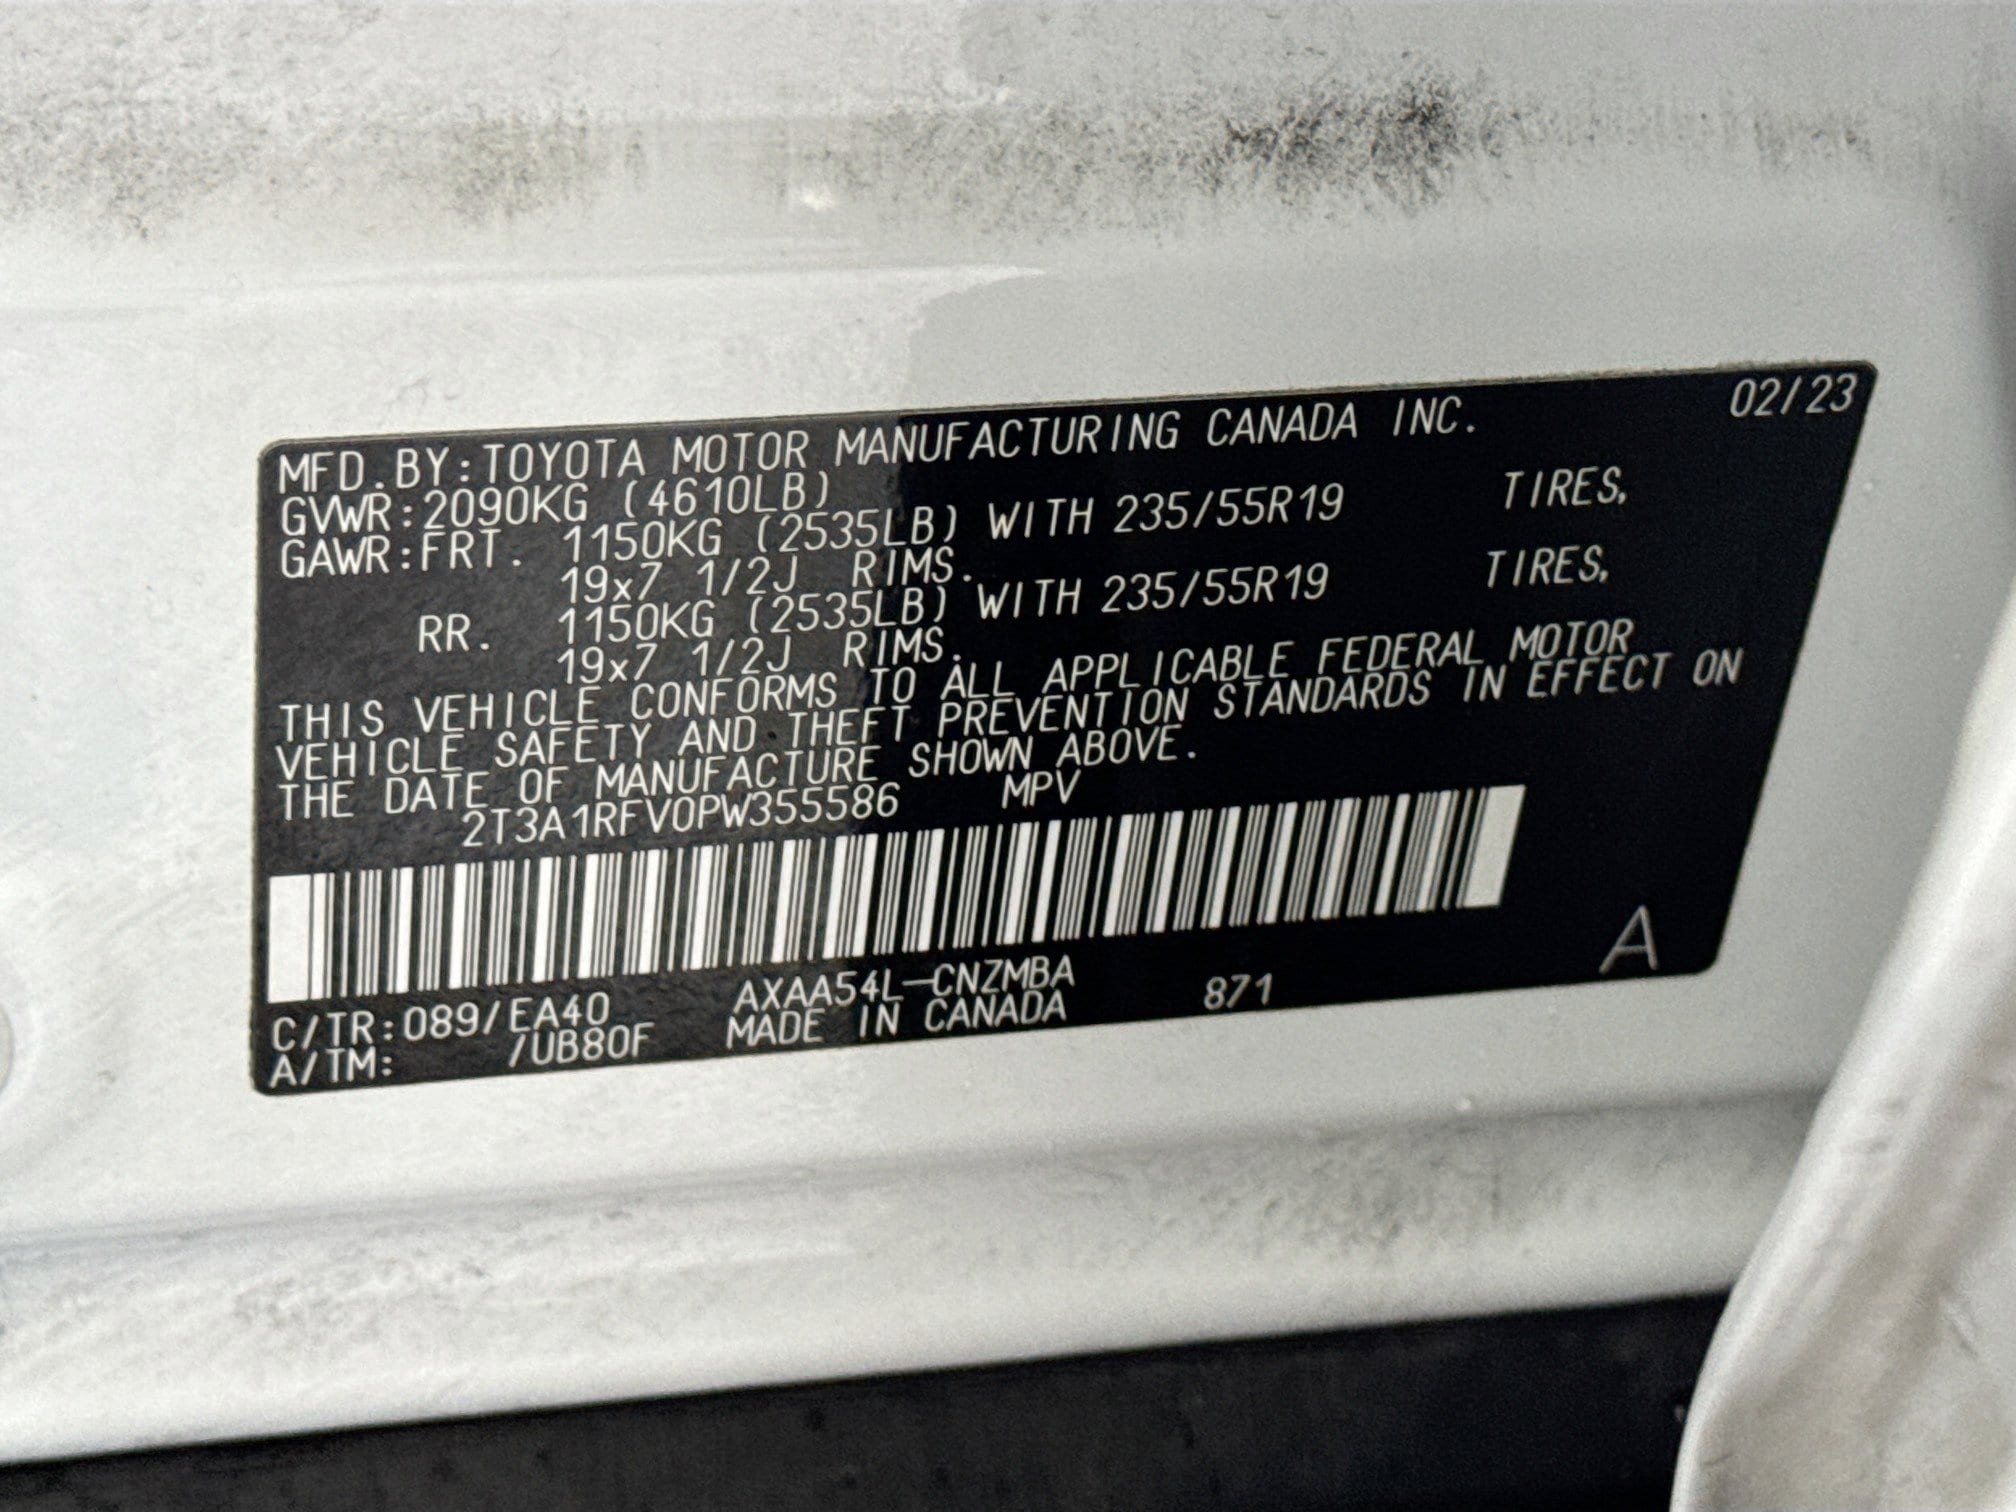 02/23
MFD.BY:TOYOTA MOTOR MANUFACTURING CANADA INC.
GVWR:2090KG (4610LB)
GAWR:FRT. 1150KG (2535LB) WITH 235/55R19 TIRES,
19x7 1/2J RIMS.
RR. 1150KG (2535LB) WITH 235/55R19 TIRES,
19x7 1/2J RIMS.
THIS VEHICLE CONFORMS TO ALL APPLICABLE FEDERAL MOTOR
VEHICLE SAFETY AND THEFT PREVENTION STANDARDS IN EFFECT ON
THE DATE OF MANUFACTURE SHOWN ABOVE.
2T3A1RFV0PW355586 MPV
C/TR:089/EA40 AXAA54L-CNZMBA 871 A
A/TM: /UB80F MADE IN CANADA